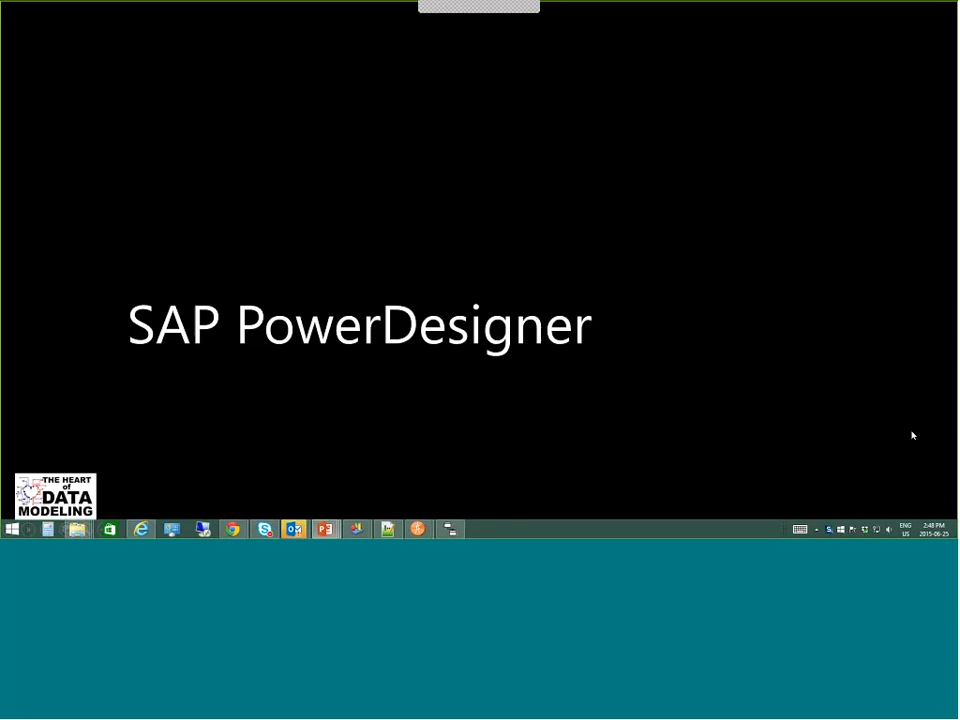 SAP PowerDesigner
THE HEART
of
DATA
MODELING
ENG
US
2:48 PM
2015-06-25